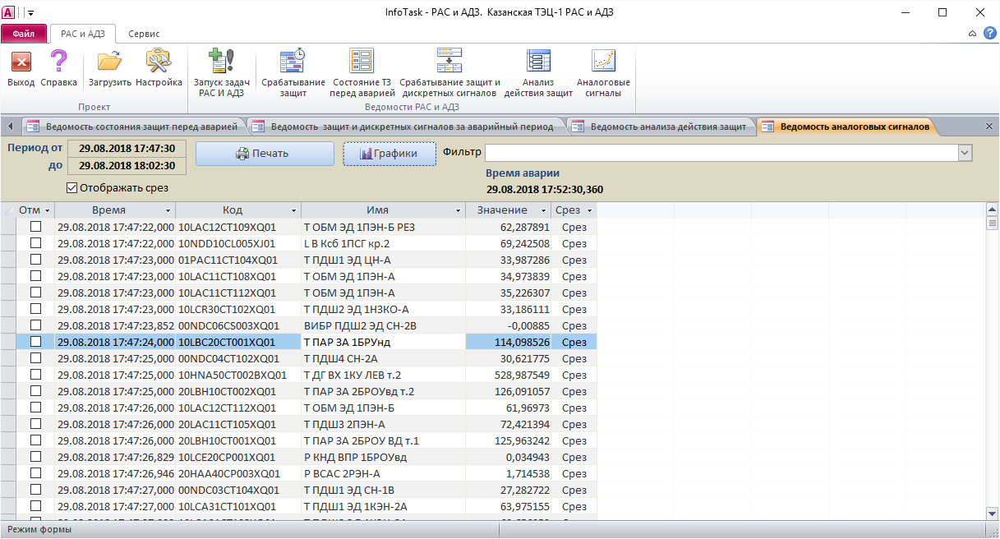 InfoTask - РАС и АДЗ. Казанская ТЭЦ-1 РАС и АДЗ
Файл РАС и АДЗ Сервис
Выход Справка Загрузить Настройка Запуск задач РАС И АДЗ Срабатывание защит Состояние ТЗ перед аварией Срабатывание защит и дискретных сигналов Анализ действия защит Аналоговые сигналы
Проект Ведомости РАС и АДЗ
Ведомость состояния защит перед аварией Ведомость защит и дискретных сигналов за аварийный период Ведомость анализа действия защит Ведомость аналоговых сигналов
Период от 29.08.2018 17:47:30 Печать Графики Фильтр
до 29.08.2018 18:02:30
Время аварии
Отображать срез 29.08.2018 17:52:30,360
Отм Время Код Имя Значение Срез
29.08.2018 17:47:22,000 10LAC12CT109XQ01 Т ОБМ ЭД 1ПЭН-Б РЕЗ 62,287891 Срез
29.08.2018 17:47:22,000 10NDD10CL005XJ01 L В Ксб 1ПСГ кр.2 69,242508 Срез
29.08.2018 17:47:23,000 01PAC11CT104XQ01 Т ПДШ1 ЭД ЦН-А 33,987286 Срез
29.08.2018 17:47:23,000 10LAC11CT108XQ01 Т ОБМ ЭД 1ПЭН-А 34,973839 Срез
29.08.2018 17:47:23,000 10LAC11CT112XQ01 Т ОБМ ЭД 1ПЭН-А 35,226307 Срез
29.08.2018 17:47:23,000 10LCR30CT102XQ01 Т ПДШ2 ЭД 1НЗКО-А 33,186111 Срез
29.08.2018 17:47:23,852 00NDC06CS003XQ01 ВИБР ПДШ2 ЭД СН-2В -0,00885 Срез
29.08.2018 17:47:24,000 10LBC20CT001XQ01 Т ПАР ЗА 1БРУнд 114,098526 Срез
29.08.2018 17:47:25,000 00NDC04CT102XQ01 Т ПДШ4 СН-2А 30,621775 Срез
29.08.2018 17:47:25,000 10HNA50CT002BXQ01 Т ДГ ВХ 1КУ ЛЕВ т.2 528,987549 Срез
29.08.2018 17:47:25,000 20LBH10CT002XQ01 Т ПАР ЗА 2БРОУвд т.2 126,091057 Срез
29.08.2018 17:47:26,000 10LAC12CT112XQ01 Т ОБМ ЭД 1ПЭН-Б 61,96973 Срез
29.08.2018 17:47:26,000 20LAC11CT105XQ01 Т ПДШ3 2ПЭН-А 72,421394 Срез
29.08.2018 17:47:26,000 20LBH10CT001XQ01 Т ПАР ЗА 2БРОУ ВД т.1 125,963242 Срез
29.08.2018 17:47:26,829 10LCE20CP001XQ01 Р КНД ВПР 1БРОУвд 0,034943 Срез
29.08.2018 17:47:26,946 20HAA40CP003XQ01 Р ВСАС 2РЭН-А 1,714538 Срез
29.08.2018 17:47:27,000 00NDC03CT104XQ01 Т ПДШ1 ЭД СН-1В 27,282722 Срез
29.08.2018 17:47:27,000 10LCA31CT101XQ01 Т ПДШ1 ЭД 1КЭН-2А 63,975155 Срез
Режим формы